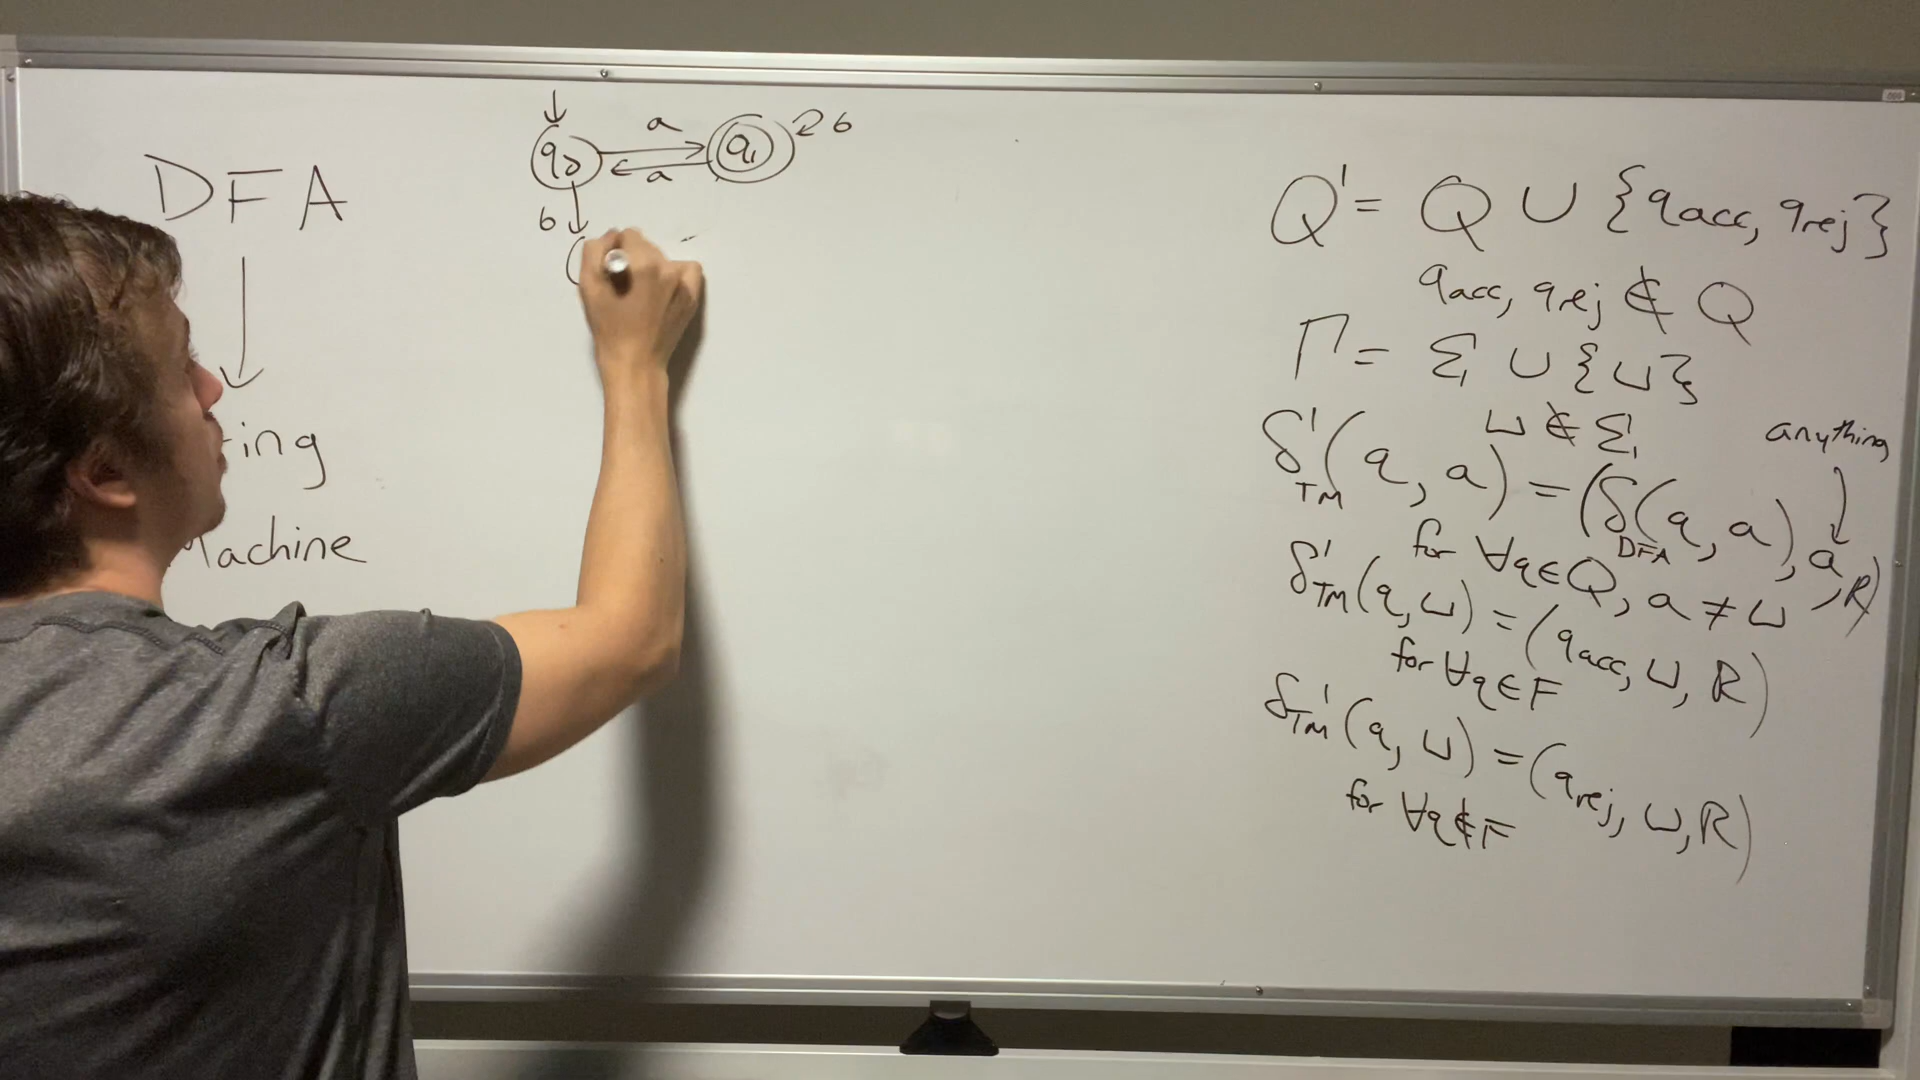 DFA
ing
Machine
a
q₀
q₁
b
a
b
Q' = Q ∪ {qacc, qrej}
qacc, qrej ∉ Q
Γ = Σ ∪ {⊔}
⊔ ∉ Σ
anything
δ'TM(q, a) = (δDFA(q, a), a, R)
for ∀q∈Q, a ≠ ⊔
δ'TM(q, ⊔) = (qacc, ⊔, R)
for ∀q∈F
δ'TM(q, ⊔) = (qrej, ⊔, R)
for ∀q∉F